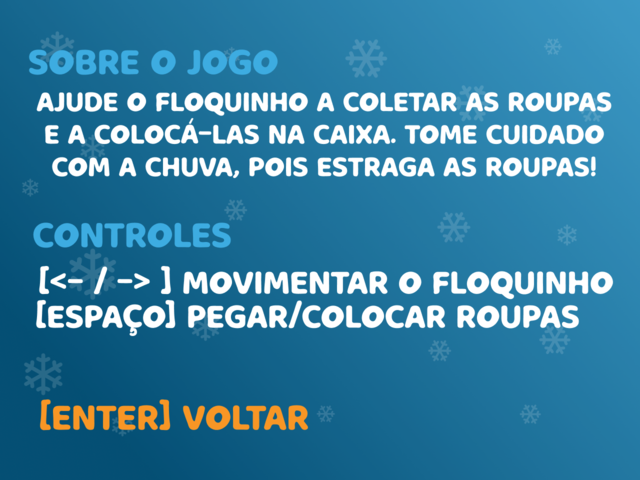 SOBRE O JOGO
AJUDE O FLOQUINHO A COLETAR AS ROUPAS
E A COLOCÁ-LAS NA CAIXA. TOME CUIDADO
COM A CHUVA, POIS ESTRAGA AS ROUPAS!
CONTROLES
[<- / -> ] MOVIMENTAR O FLOQUINHO
[ESPAÇO] PEGAR/COLOCAR ROUPAS
[ENTER] VOLTAR